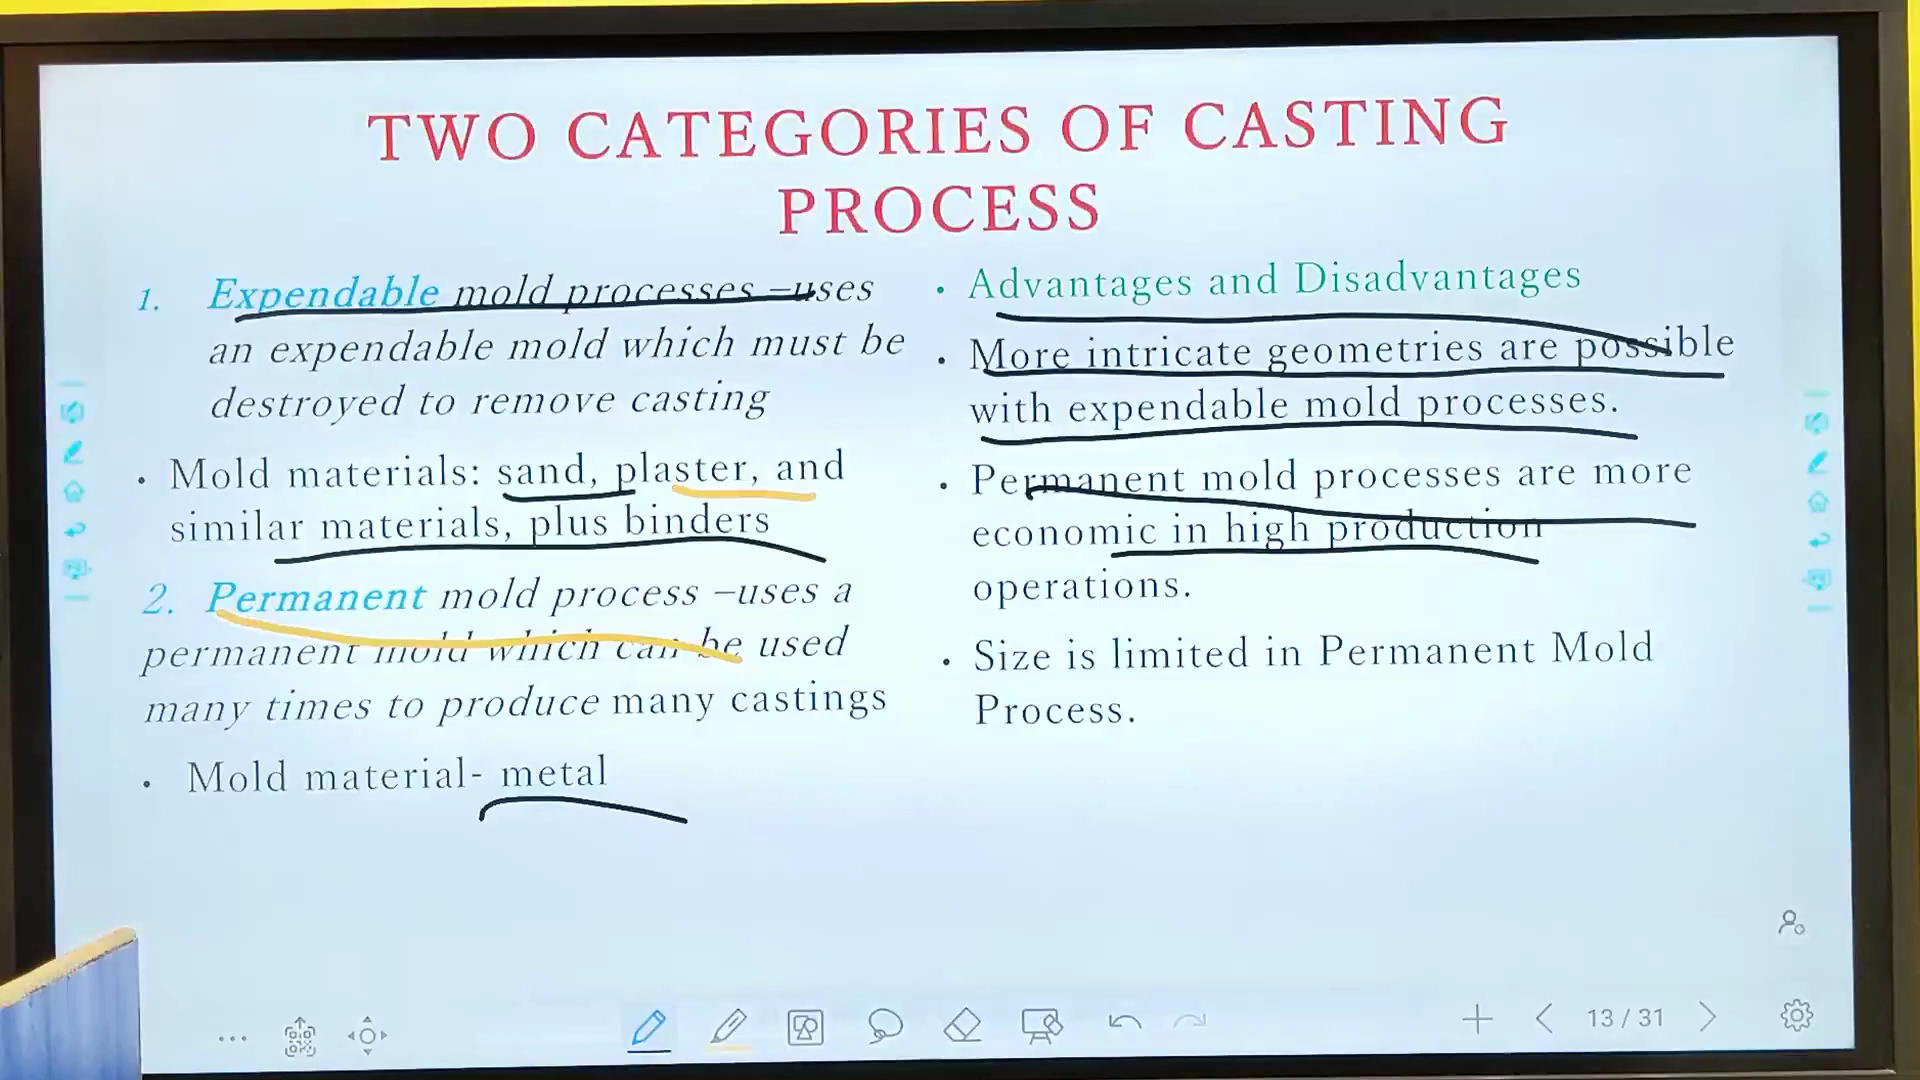 TWO CATEGORIES OF CASTING
PROCESS
1. Expendable mold processes –uses
an expendable mold which must be
destroyed to remove casting
• Mold materials: sand, plaster, and
similar materials, plus binders
2. Permanent mold process –uses a
permanent mold which can be used
many times to produce many castings
• Mold material- metal
• Advantages and Disadvantages
• More intricate geometries are possible
with expendable mold processes.
• Permanent mold processes are more
economic in high production
operations.
• Size is limited in Permanent Mold
Process.
13 / 31